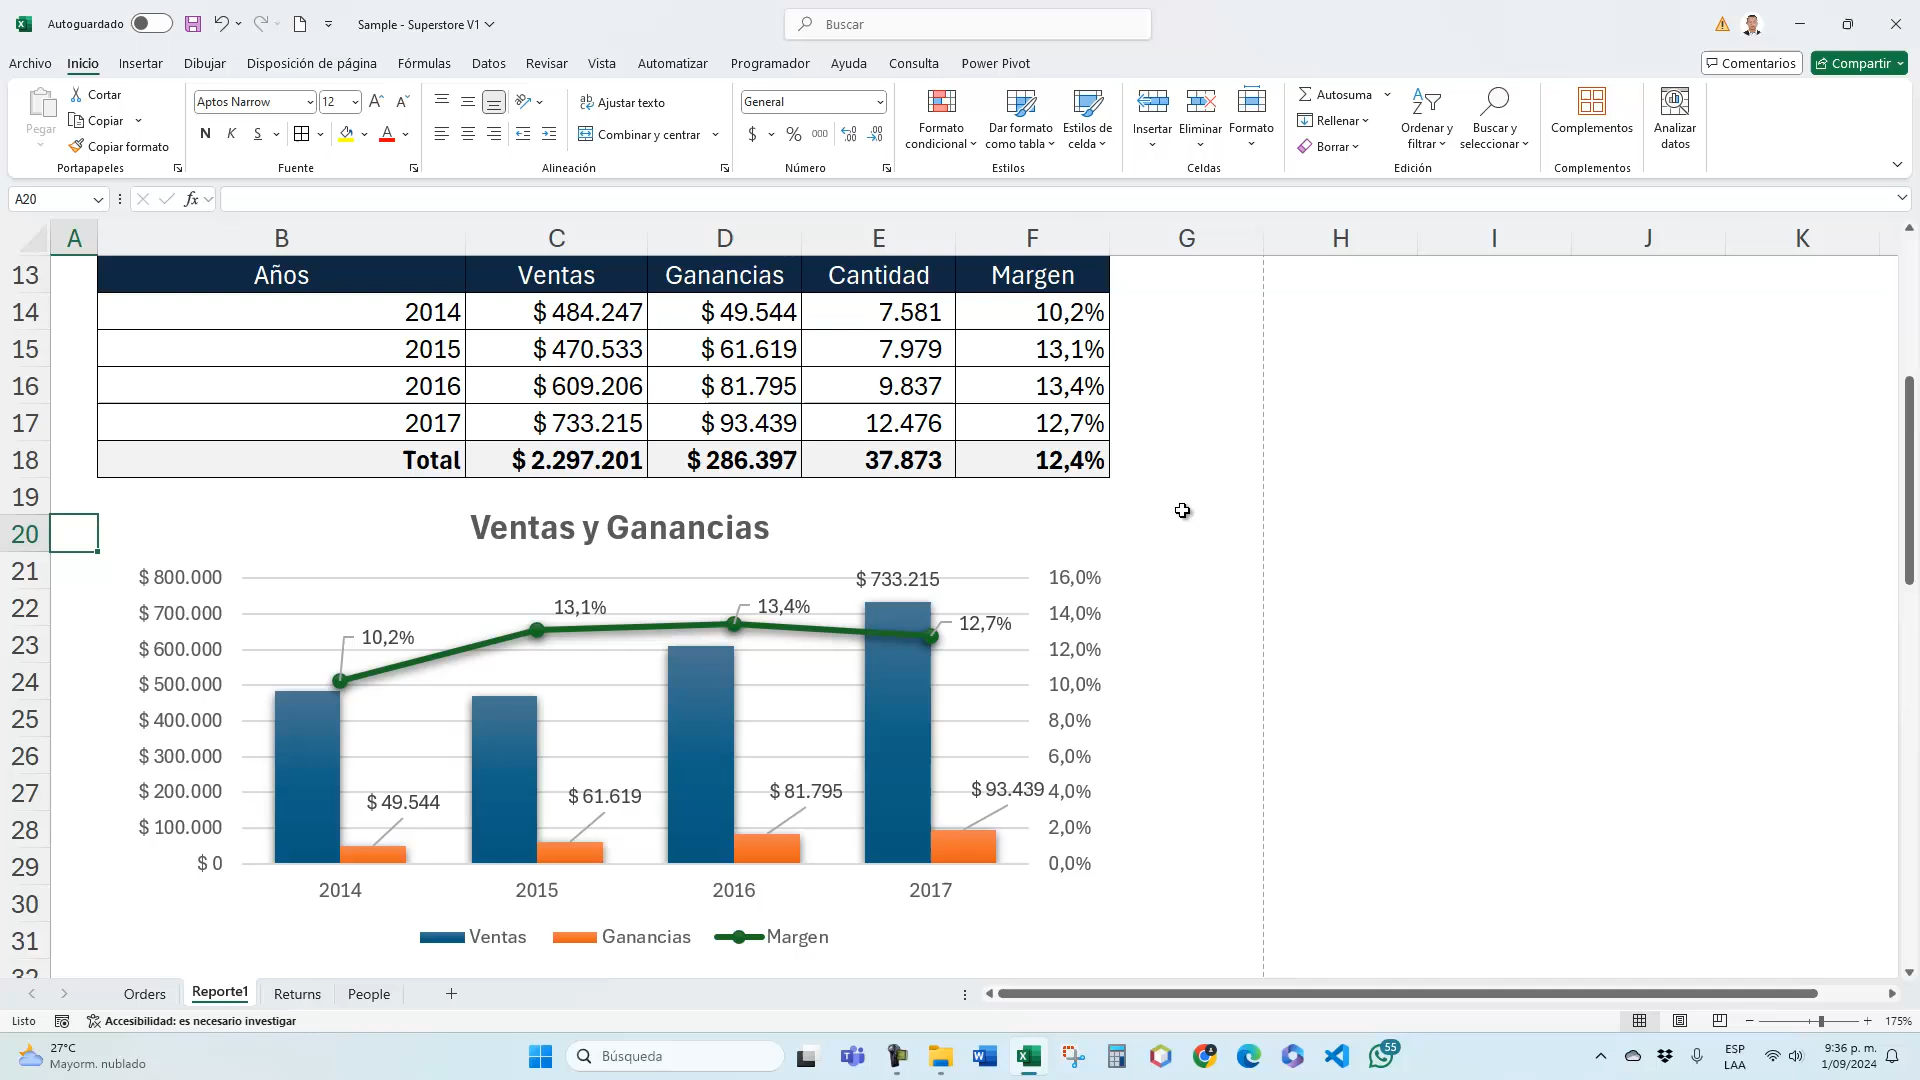 Autoguardado
Sample - Superstore V1
Buscar
Archivo Inicio Insertar Dibujar Disposición de página Fórmulas Datos Revisar Vista Automatizar Programador Ayuda Consulta Power Pivot
Comentarios
Compartir
Pegar
Cortar
Copiar
Copiar formato
Portapapeles
Aptos Narrow 12
N K S
Fuente
Ajustar texto
Combinar y centrar
Alineación
General
$ % 000
Número
Formato condicional
Dar formato como tabla
Estilos de celda
Estilos
Insertar Eliminar Formato
Celdas
Autosuma
Rellenar
Borrar
Ordenar y filtrar
Buscar y seleccionar
Edición
Complementos
Complementos
Analizar datos
A20
fx
A B C D E F G H I J K
13 Años Ventas Ganancias Cantidad Margen
14 2014 $ 484.247 $ 49.544 7.581 10,2%
15 2015 $ 470.533 $ 61.619 7.979 13,1%
16 2016 $ 609.206 $ 81.795 9.837 13,4%
17 2017 $ 733.215 $ 93.439 12.476 12,7%
18 Total $ 2.297.201 $ 286.397 37.873 12,4%
19
20
21
22
23
24
25
26
27
28
29
30
31
32
Ventas y Ganancias
$ 800.000
$ 700.000
$ 600.000
$ 500.000
$ 400.000
$ 300.000
$ 200.000
$ 100.000
$ 0
10,2%
13,1%
13,4%
$ 733.215
12,7%
$ 49.544
$ 61.619
$ 81.795
$ 93.439
16,0%
14,0%
12,0%
10,0%
8,0%
6,0%
4,0%
2,0%
0,0%
2014 2015 2016 2017
Ventas Ganancias Margen
Orders Reporte1 Returns People
Listo
Accesibilidad: es necesario investigar
175%
27°C
Mayorm. nublado
Búsqueda
55
ESP
LAA
9:36 p. m.
1/09/2024